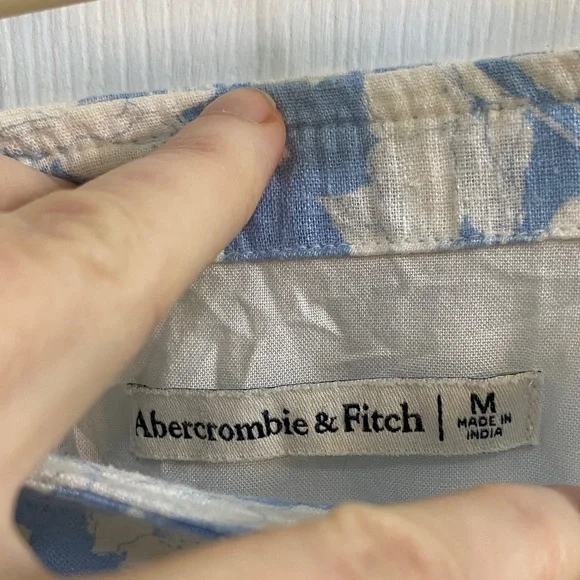 Abercrombie & Fitch | M
MADE IN
INDIA